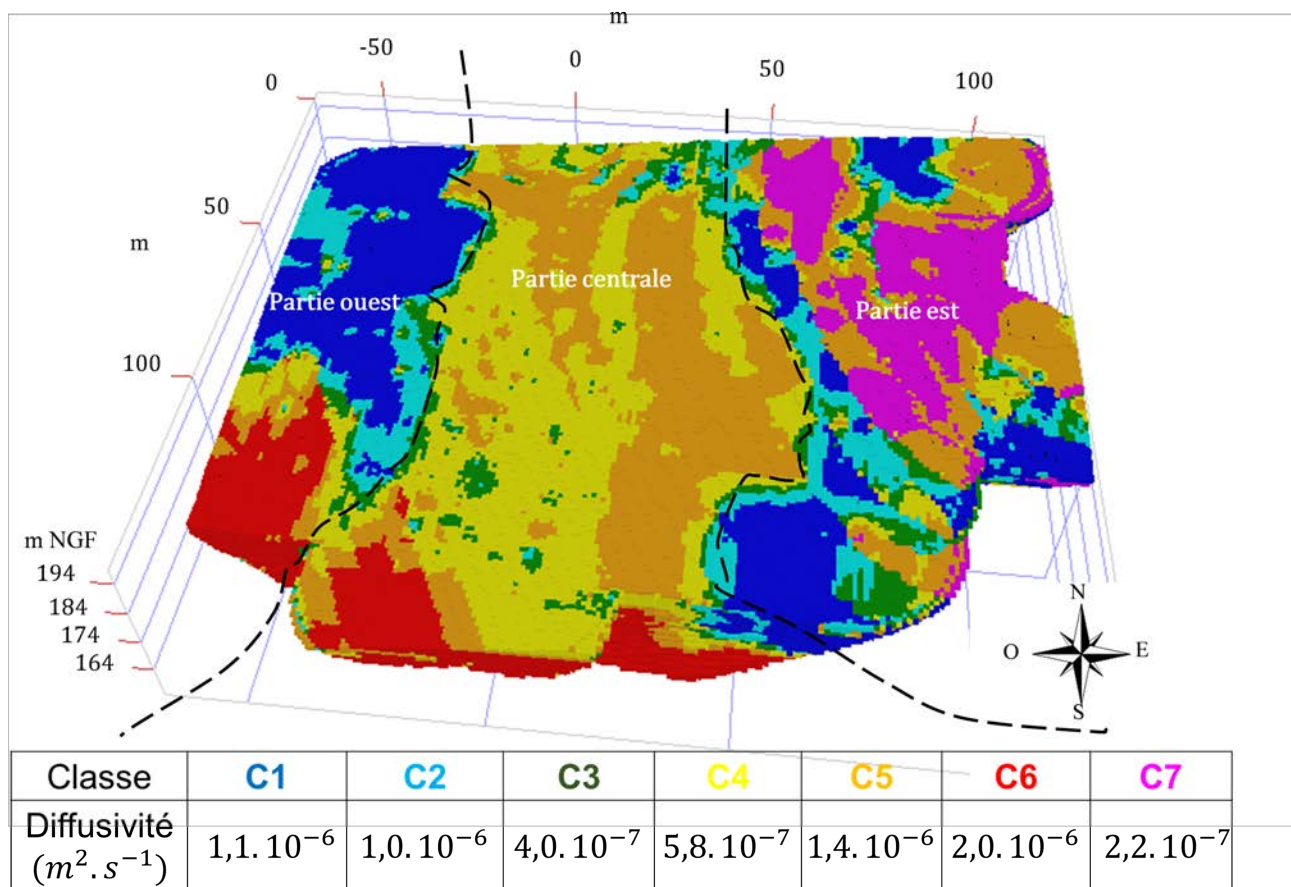 m
-50
0
50
100
0
50
m
100
Partie ouest
Partie centrale
Partie est
m NGF
194
184
174
164
N
O E
S
Classe C1 C2 C3 C4 C5 C6 C7
Diffusivité
(m². s⁻¹) 1,1. 10⁻⁶ 1,0. 10⁻⁶ 4,0. 10⁻⁷ 5,8. 10⁻⁷ 1,4. 10⁻⁶ 2,0. 10⁻⁶ 2,2. 10⁻⁷